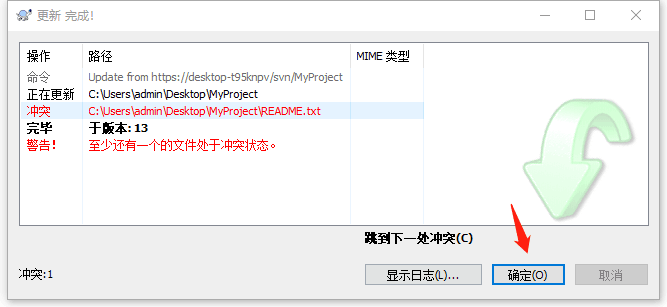 更新 完成!
操作 路径 MIME 类型
命令 Update from https://desktop-t95knpv/svn/MyProject
正在更新 C:\Users\admin\Desktop\MyProject
冲突 C:\Users\admin\Desktop\MyProject\README.txt
完毕 于版本: 13
警告! 至少还有一个的文件处于冲突状态。
跳到下一处冲突(C)
冲突:1 显示日志(L)... 确定(O) 取消